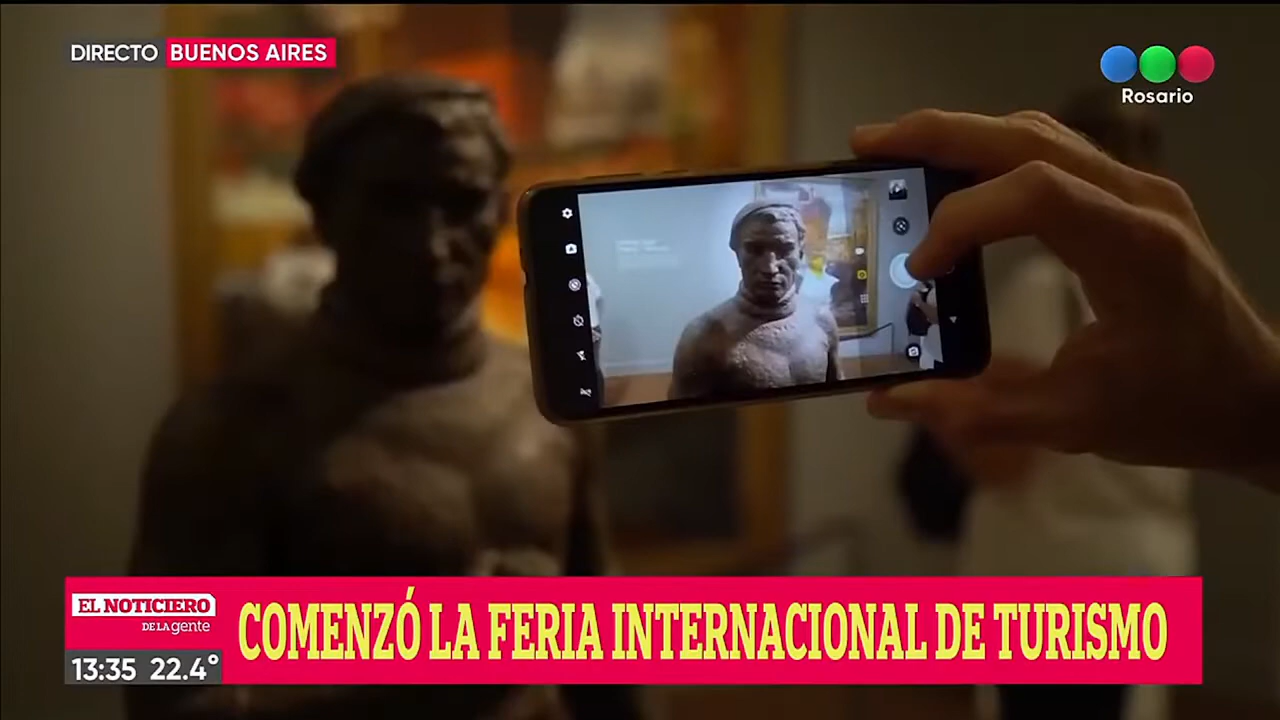 DIRECTO BUENOS AIRES
Rosario
EL NOTICIERO
DE LA gente
COMENZÓ LA FERIA INTERNACIONAL DE TURISMO
13:35 22.4°